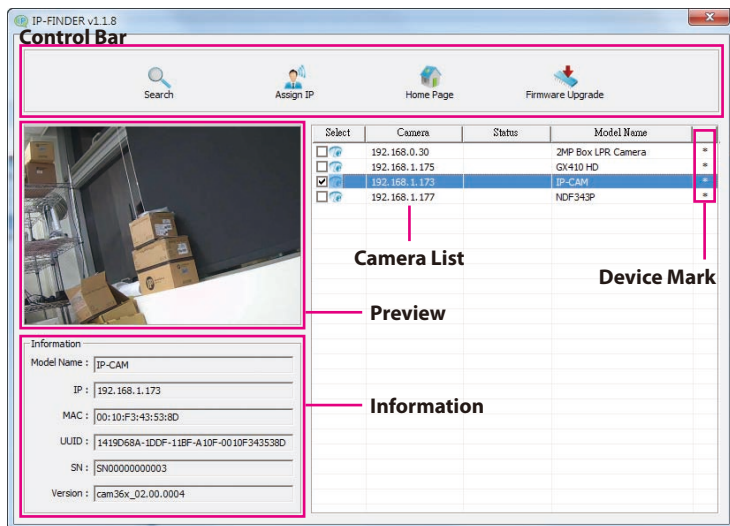 IP-FINDER v1.1.8
Control Bar
Search Assign IP Home Page Firmware Upgrade
Select Camera Status Model Name
192.168.0.30 2MP Box LPR Camera *
192.168.1.175 GX410 HD *
192.168.1.173 IP-CAM *
192.168.1.177 NDF343P *
Camera List
Device Mark
Preview
Information
Model Name : IP-CAM
IP : 192.168.1.173
Information
MAC : 00:10:F3:43:53:8D
UUID : 1419D68A-1DDF-11BF-A10F-0010F343538D
SN : SN00000000003
Version : cam36x_02.00.0004